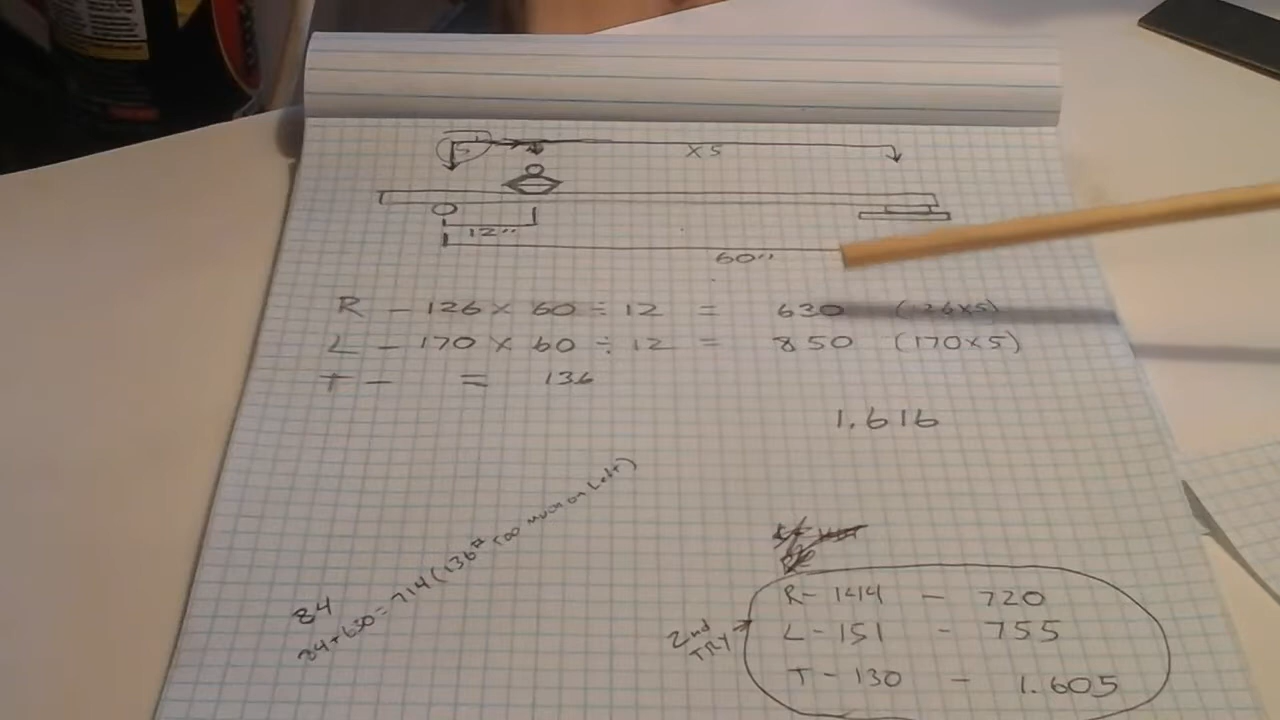 x5
12"
60"
R - 126 x 60 ÷ 12 = 630 (126x5)
L - 170 x 60 ÷ 12 = 850 (170x5)
T - = 136
1.616
84
84+630=714 (136# too much on Left)
2nd TRY
R- 144 - 720
L - 151 - 755
T - 130 - 1.605